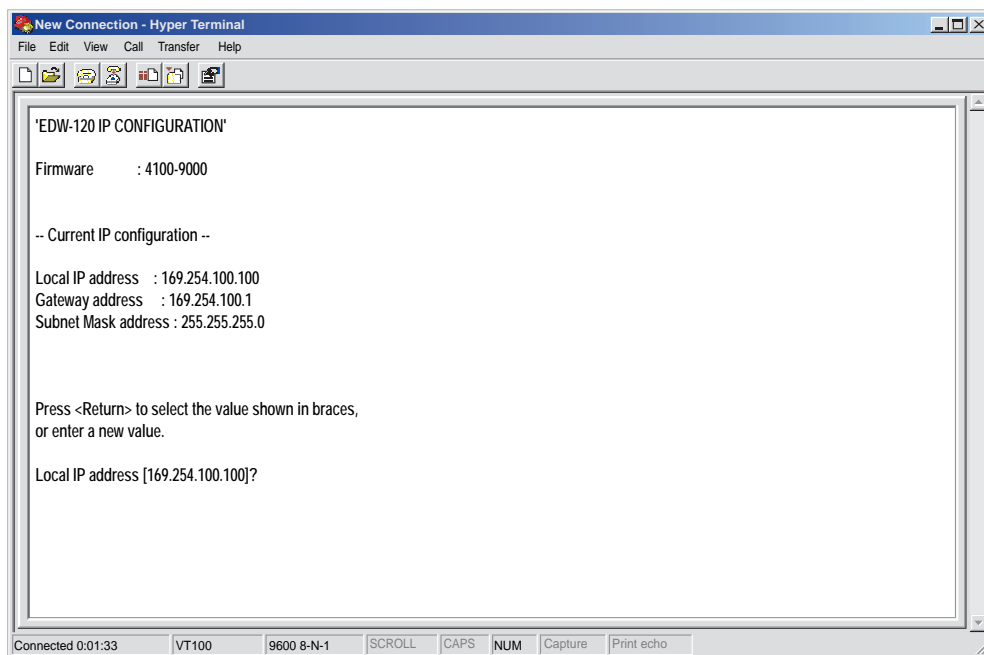 New Connection - Hyper Terminal
File Edit View Call Transfer Help
'EDW-120 IP CONFIGURATION'
Firmware : 4100-9000
-- Current IP configuration --
Local IP address : 169.254.100.100
Gateway address : 169.254.100.1
Subnet Mask address : 255.255.255.0
Press <Return> to select the value shown in braces,
or enter a new value.
Local IP address [169.254.100.100]?
Connected 0:01:33 VT100 9600 8-N-1 SCROLL CAPS NUM Capture Print echo